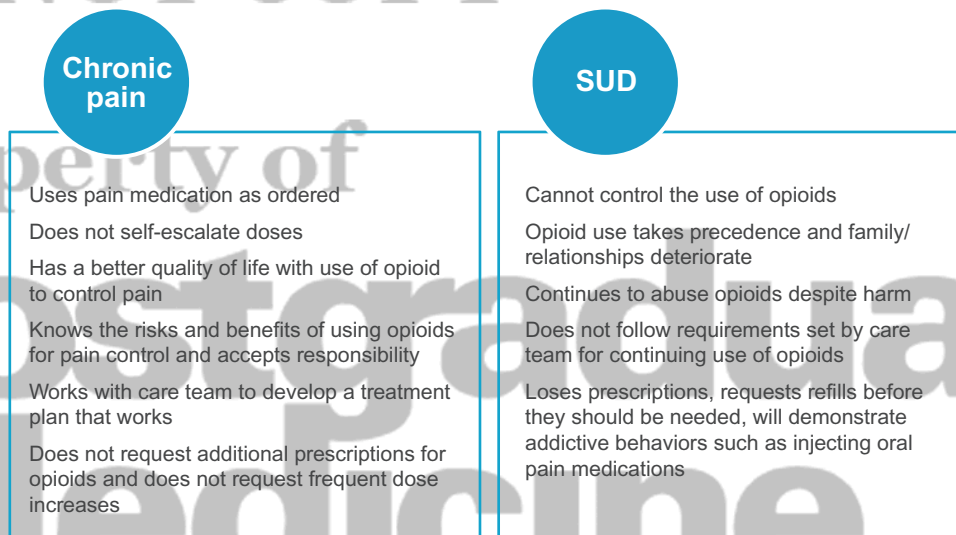 Chronic
pain
Uses pain medication as ordered
Does not self-escalate doses
Has a better quality of life with use of opioid
to control pain
Knows the risks and benefits of using opioids
for pain control and accepts responsibility
Works with care team to develop a treatment
plan that works
Does not request additional prescriptions for
opioids and does not request frequent dose
increases
SUD
Cannot control the use of opioids
Opioid use takes precedence and family/
relationships deteriorate
Continues to abuse opioids despite harm
Does not follow requirements set by care
team for continuing use of opioids
Loses prescriptions, requests refills before
they should be needed, will demonstrate
addictive behaviors such as injecting oral
pain medications